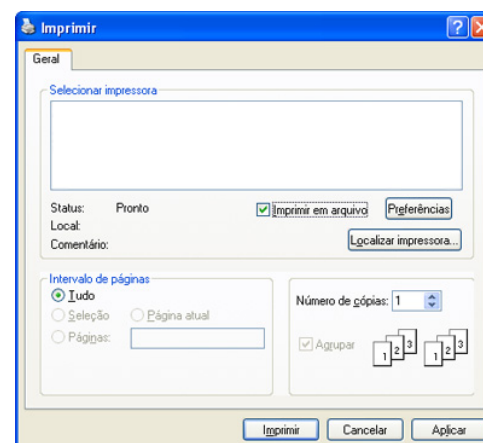 Imprimir
Geral
Selecionar impressora
Status: Pronto
Imprimir em arquivo Preferências
Local:
Comentário: Localizar impressora...
Intervalo de páginas
Tudo
Seleção Página atual
Páginas:
Número de cópias: 1
Agrupar 1 2 3 1 2 3
Imprimir Cancelar Aplicar